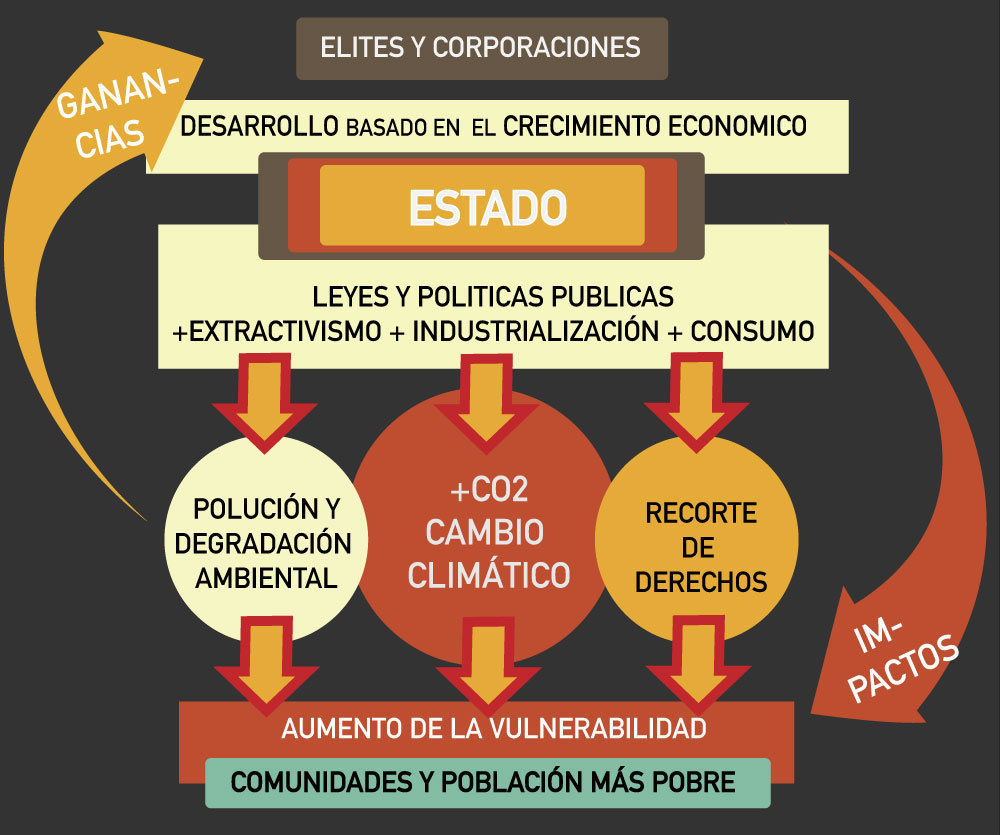 ELITES Y CORPORACIONES
GANAN-
CIAS
DESARROLLO BASADO EN EL CRECIMIENTO ECONOMICO
ESTADO
LEYES Y POLITICAS PUBLICAS
+EXTRACTIVISMO + INDUSTRIALIZACIÓN + CONSUMO
POLUCIÓN Y
DEGRADACIÓN
AMBIENTAL
+CO2
CAMBIO
CLIMÁTICO
RECORTE
DE
DERECHOS
IM-
PACTOS
AUMENTO DE LA VULNERABILIDAD
COMUNIDADES Y POBLACIÓN MÁS POBRE